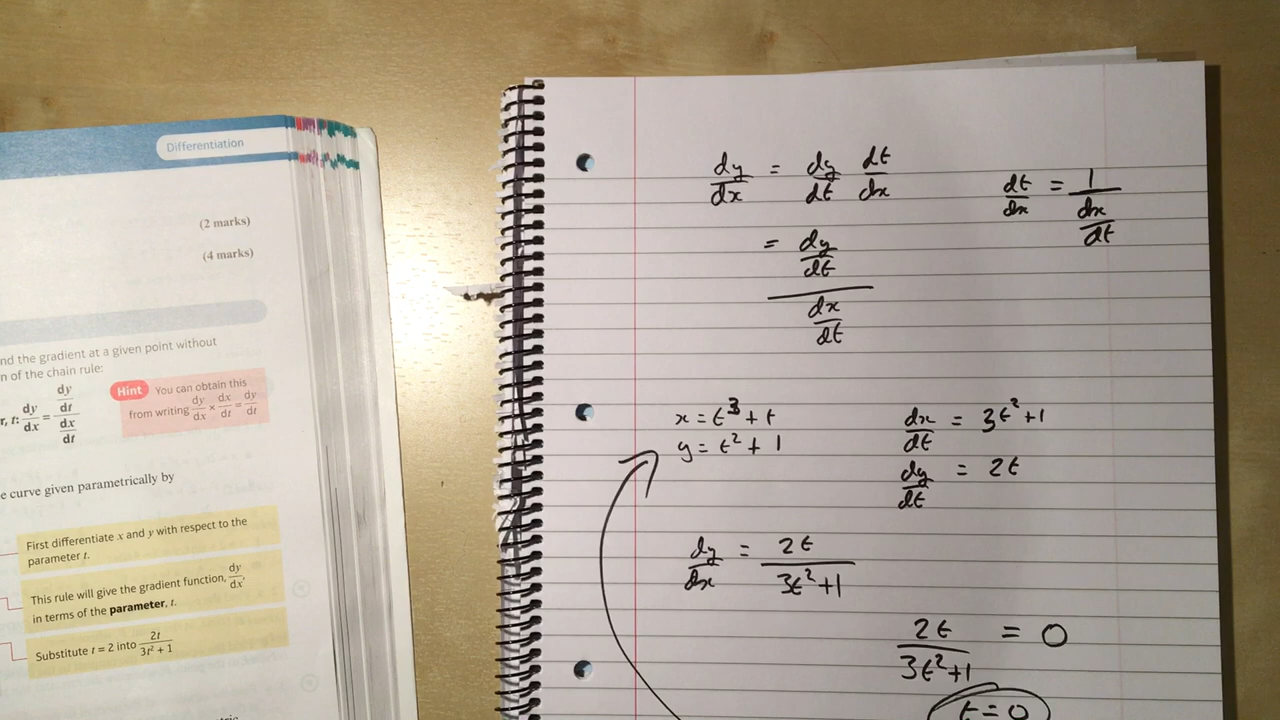 Differentiation
(2 marks)
(4 marks)
nd the gradient at a given point without
n of the chain rule:
r, t: dy/dx = (dy/dt)/(dx/dt)
Hint You can obtain this
from writing dy/dx × dx/dt = dy/dt
e curve given parametrically by
First differentiate x and y with respect to the
parameter t.
This rule will give the gradient function, dy/dx,
in terms of the parameter, t.
Substitute t = 2 into 2t/(3t² + 1)
dy/dx = dy/dt dt/dx
dt/dx = 1/(dx/dt)
= (dy/dt)/(dx/dt)
x = t³ + t
y = t² + 1
dx/dt = 3t² + 1
dy/dt = 2t
dy/dx = 2t/(3t² + 1)
2t/(3t² + 1) = 0
t = 0